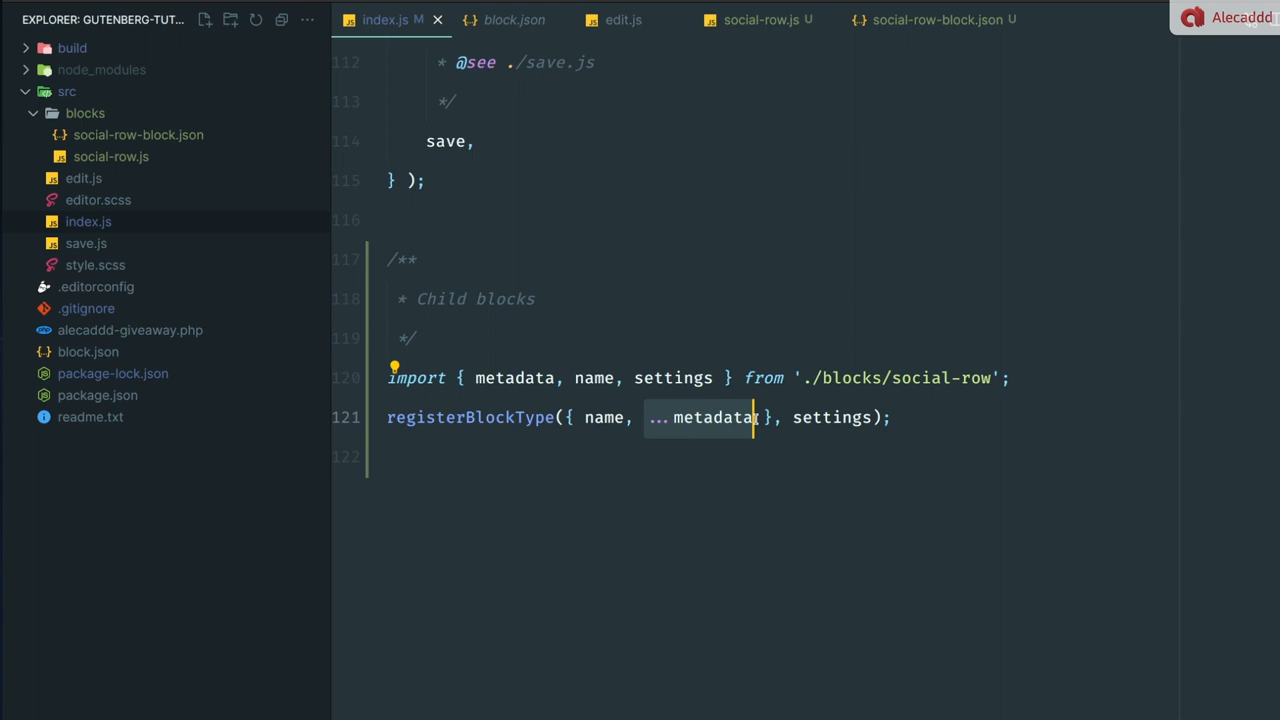 EXPLORER: GUTENBERG-TUT...
index.js M
block.json
edit.js
social-row.js U
social-row-block.json U
Alecaddd
build
node_modules
src
blocks
social-row-block.json
social-row.js
edit.js
editor.scss
index.js
save.js
style.scss
.editorconfig
.gitignore
alecaddd-giveaway.php
block.json
package-lock.json
package.json
readme.txt
112 * @see ./save.js
113 */
114 save,
115 } );
116
117 /**
118 * Child blocks
119 */
120 import { metadata, name, settings } from './blocks/social-row';
121 registerBlockType({ name, ...metadata }, settings);
122